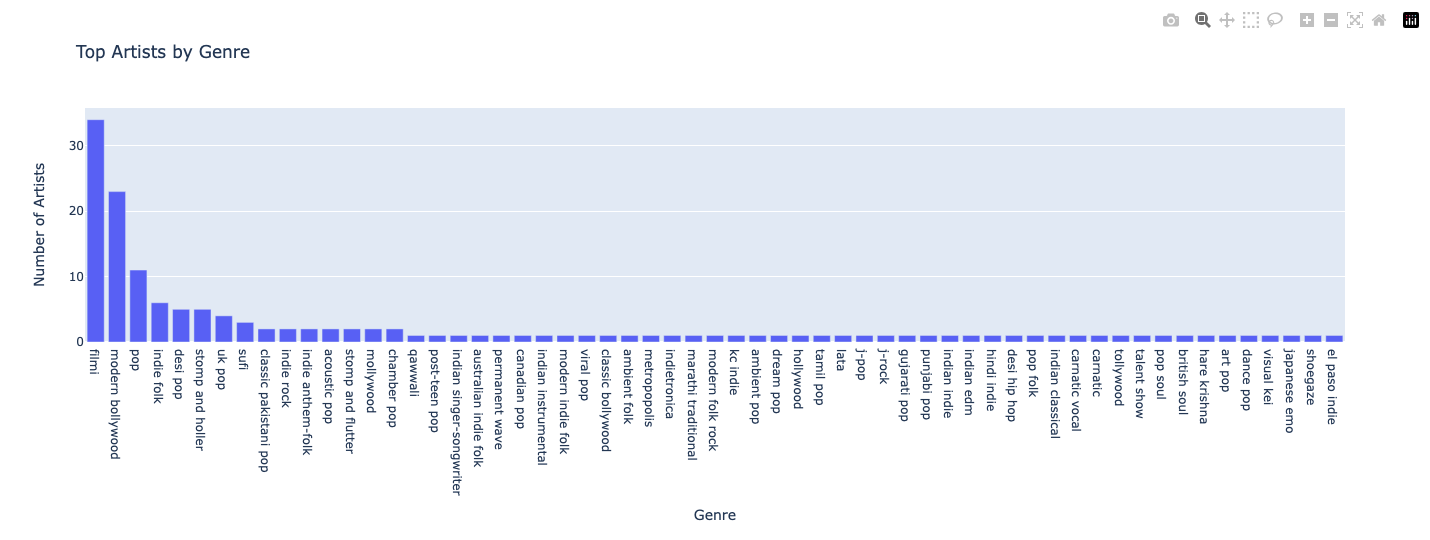 Top Artists by Genre
Number of Artists
30
20
10
0
filmi
modern bollywood
pop
indie folk
desi pop
stomp and holler
uk pop
sufi
classic pakistani pop
indie rock
indie anthem-folk
acoustic pop
stomp and flutter
mollywood
chamber pop
qawwali
post-teen pop
indian singer-songwriter
australian indie folk
permanent wave
canadian pop
indian instrumental
modern indie folk
viral pop
classic bollywood
ambient folk
metropopolis
indietronica
marathi traditional
modern folk rock
kc indie
ambient pop
dream pop
hollywood
tamil pop
lata
j-pop
j-rock
gujarati pop
punjabi pop
indian indie
indian edm
hindi indie
desi hip hop
pop folk
indian classical
carnatic vocal
carnatic
tollywood
talent show
pop soul
british soul
hare krishna
art pop
dance pop
visual kei
japanese emo
shoegaze
el paso indie
Genre